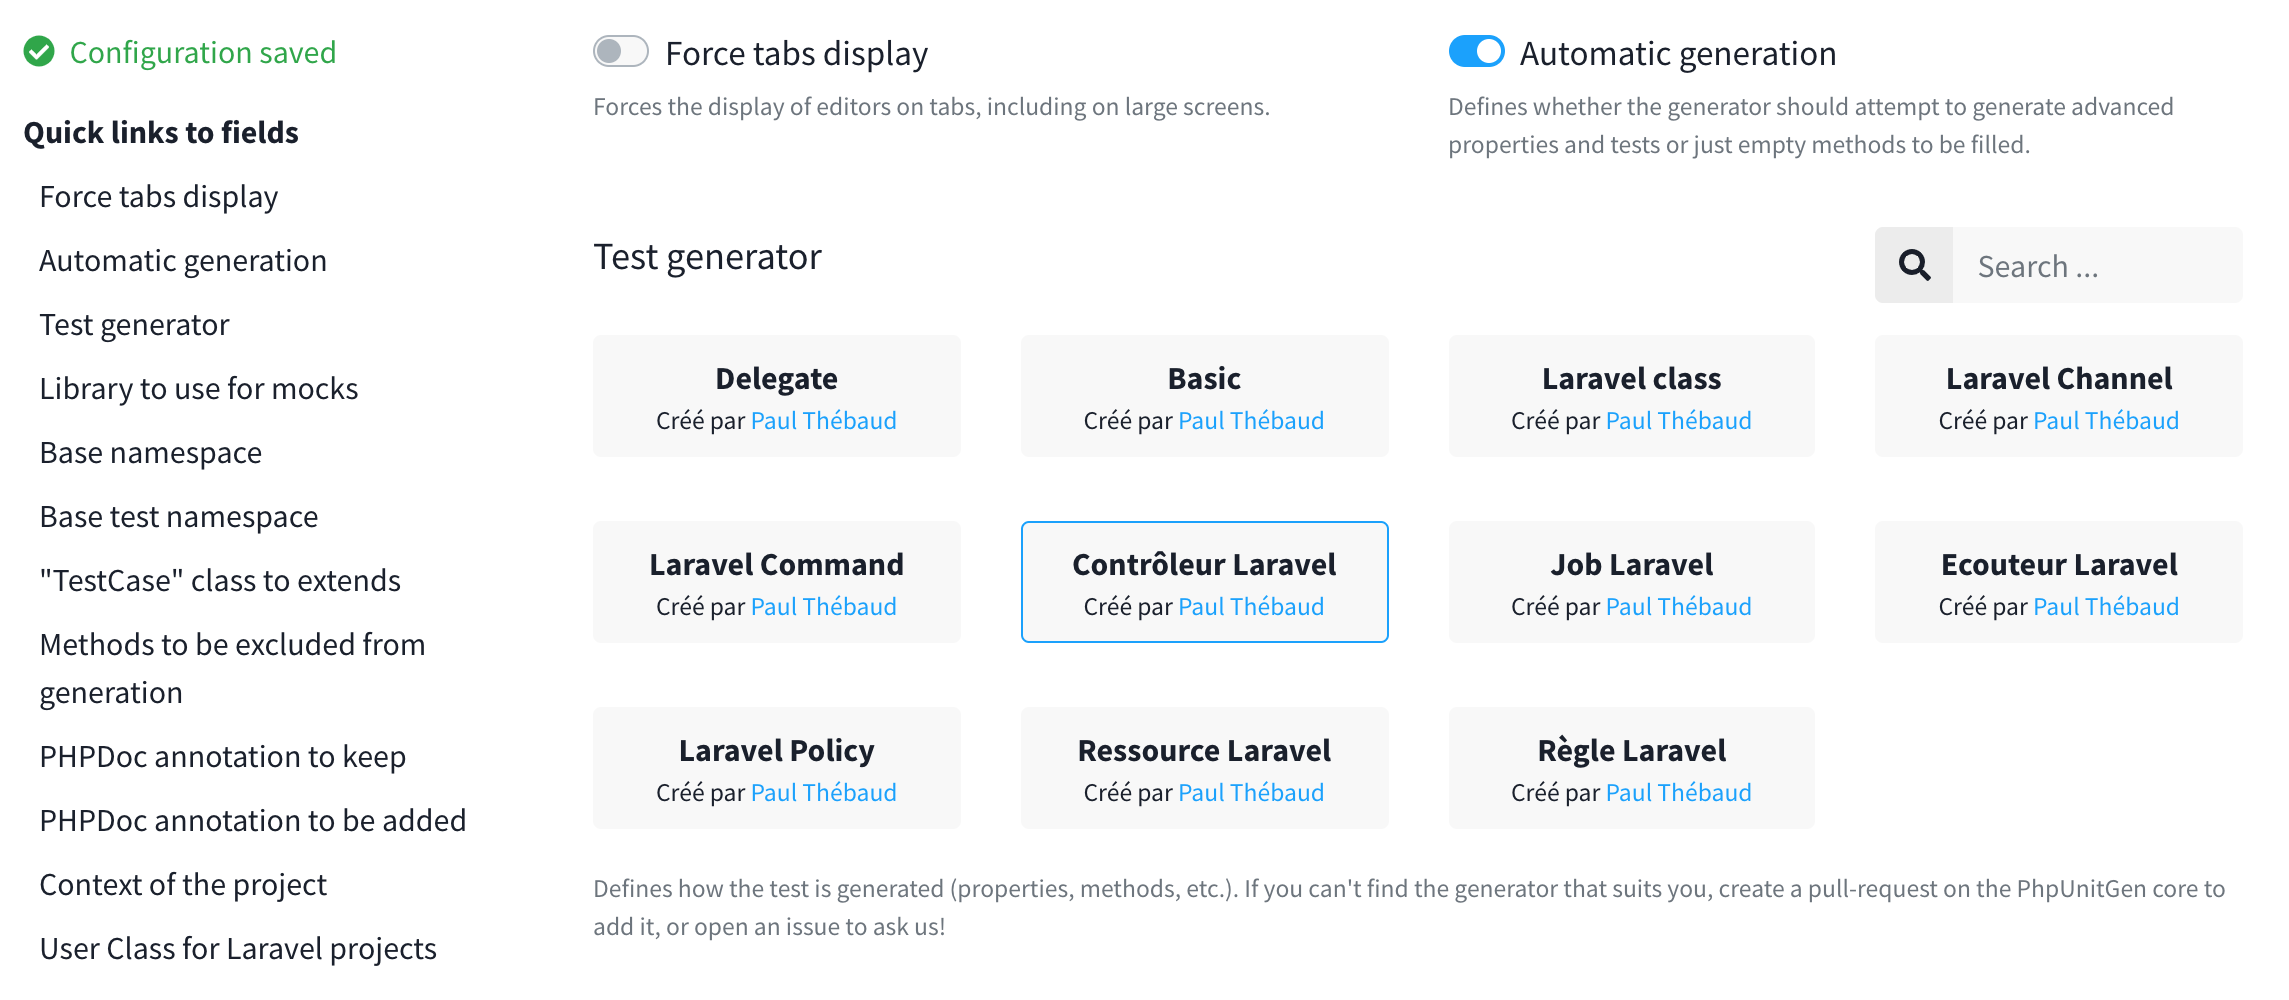 Configuration saved
Quick links to fields
Force tabs display
Automatic generation
Test generator
Library to use for mocks
Base namespace
Base test namespace
"TestCase" class to extends
Methods to be excluded from
generation
PHPDoc annotation to keep
PHPDoc annotation to be added
Context of the project
User Class for Laravel projects
Force tabs display
Forces the display of editors on tabs, including on large screens.
Automatic generation
Defines whether the generator should attempt to generate advanced
properties and tests or just empty methods to be filled.
Test generator
Search ...
Delegate
Créé par Paul Thébaud
Basic
Créé par Paul Thébaud
Laravel class
Créé par Paul Thébaud
Laravel Channel
Créé par Paul Thébaud
Laravel Command
Créé par Paul Thébaud
Contrôleur Laravel
Créé par Paul Thébaud
Job Laravel
Créé par Paul Thébaud
Ecouteur Laravel
Créé par Paul Thébaud
Laravel Policy
Créé par Paul Thébaud
Ressource Laravel
Créé par Paul Thébaud
Règle Laravel
Créé par Paul Thébaud
Defines how the test is generated (properties, methods, etc.). If you can't find the generator that suits you, create a pull-request on the PhpUnitGen core to
add it, or open an issue to ask us!